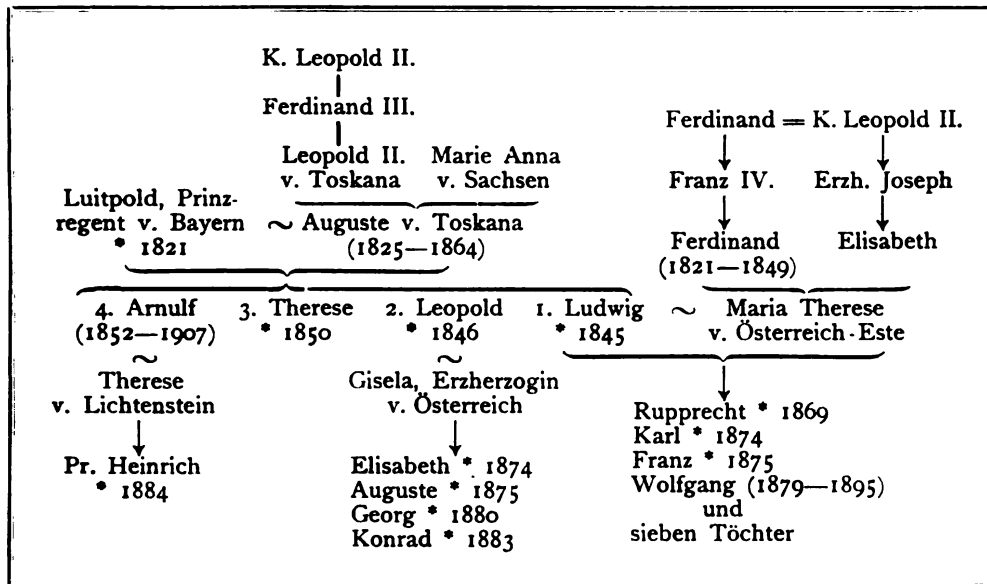 K. Leopold II.
Ferdinand III.
Ferdinand = K. Leopold II.
Leopold II.
v. Toskana
Marie Anna
v. Sachsen
Franz IV.
Erzh. Joseph
Luitpold, Prinz-
regent v. Bayern
* 1821
~ Auguste v. Toskana
(1825—1864)
Ferdinand
(1821—1849)
Elisabeth
4. Arnulf
(1852—1907)
3. Therese
* 1850
2. Leopold
* 1846
1. Ludwig
* 1845
~
Maria Therese
v. Österreich-Este
~
Therese
v. Lichtenstein
~
Gisela, Erzherzogin
v. Österreich
Pr. Heinrich
* 1884
Elisabeth * 1874
Auguste * 1875
Georg * 1880
Konrad * 1883
Rupprecht * 1869
Karl * 1874
Franz * 1875
Wolfgang (1879—1895)
und
sieben Töchter